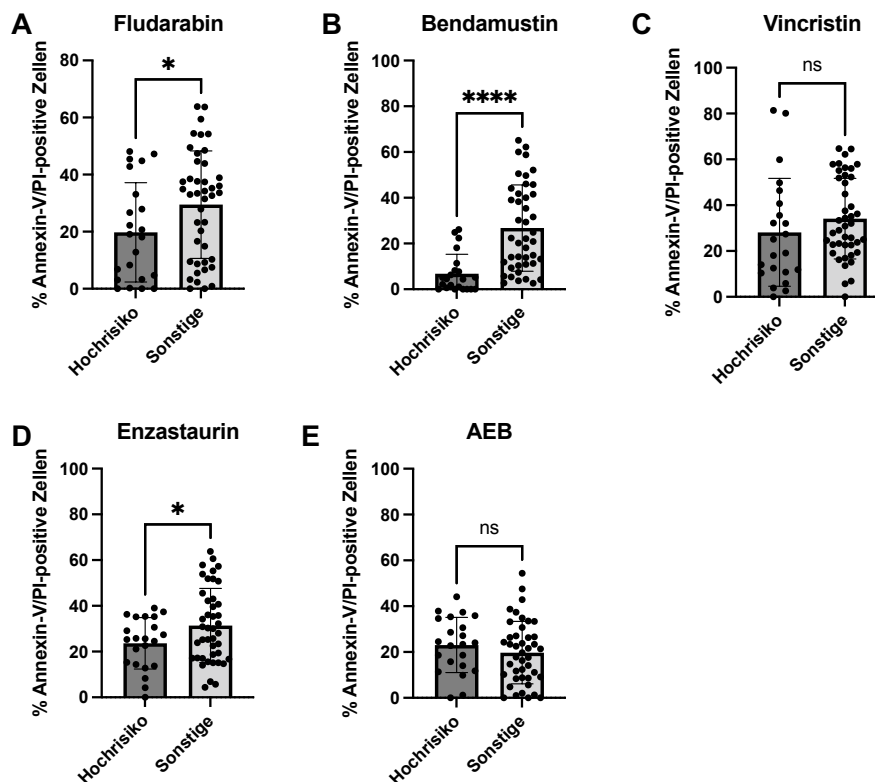 A
Fludarabin
% Annexin-V/PI-positive Zellen
80
60
40
20
0
*
Hochrisiko
Sonstige
B
Bendamustin
% Annexin-V/PI-positive Zellen
100
80
60
40
20
0
****
Hochrisiko
Sonstige
C
Vincristin
% Annexin-V/PI-positive Zellen
100
80
60
40
20
0
ns
Hochrisiko
Sonstige
D
Enzastaurin
% Annexin-V/PI-positive Zellen
100
80
60
40
20
0
*
Hochrisiko
Sonstige
E
AEB
% Annexin-V/PI-positive Zellen
100
80
60
40
20
0
ns
Hochrisiko
Sonstige